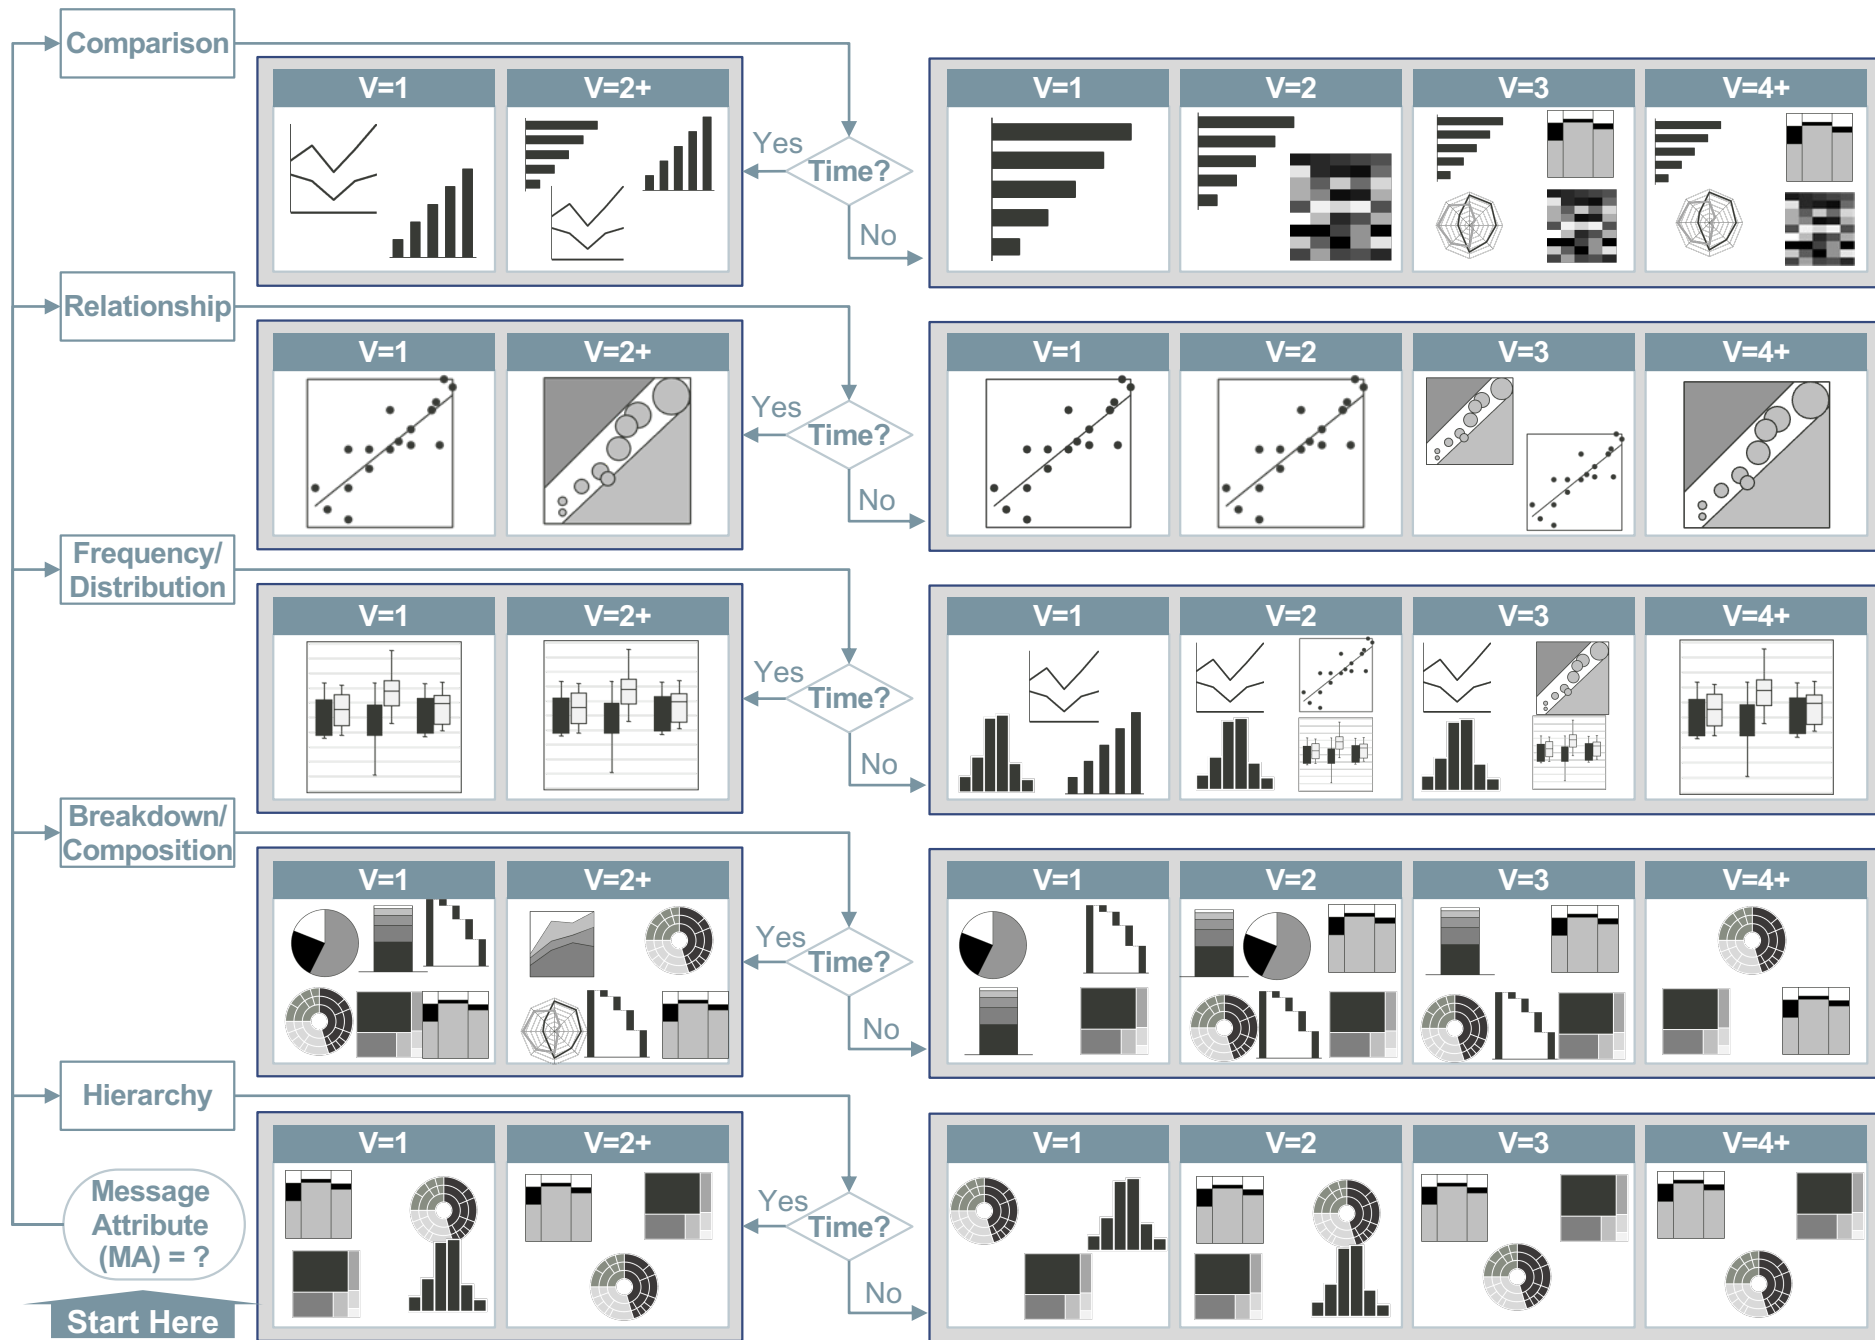 Comparison
V=1
V=2+
Yes
Time?
No
V=1
V=2
V=3
V=4+
Relationship
V=1
V=2+
Yes
Time?
No
V=1
V=2
V=3
V=4+
Frequency/
Distribution
V=1
V=2+
Yes
Time?
No
V=1
V=2
V=3
V=4+
Breakdown/
Composition
V=1
V=2+
Yes
Time?
No
V=1
V=2
V=3
V=4+
Hierarchy
V=1
V=2+
Yes
Time?
No
V=1
V=2
V=3
V=4+
Message
Attribute
(MA) = ?
Start Here